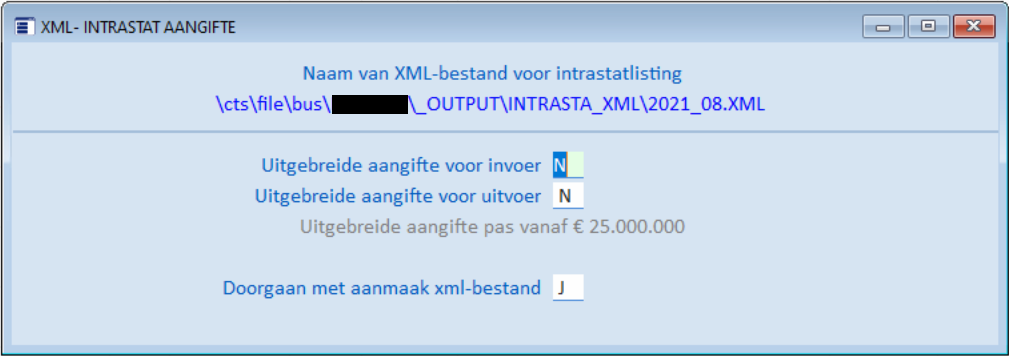 XML- INTRASTAT AANGIFTE
Naam van XML-bestand voor intrastatlisting
\cts\file\bus\ \_OUTPUT\INTRASTA_XML\2021_08.XML
Uitgebreide aangifte voor invoer N
Uitgebreide aangifte voor uitvoer N
Uitgebreide aangifte pas vanaf € 25.000.000
Doorgaan met aanmaak xml-bestand J